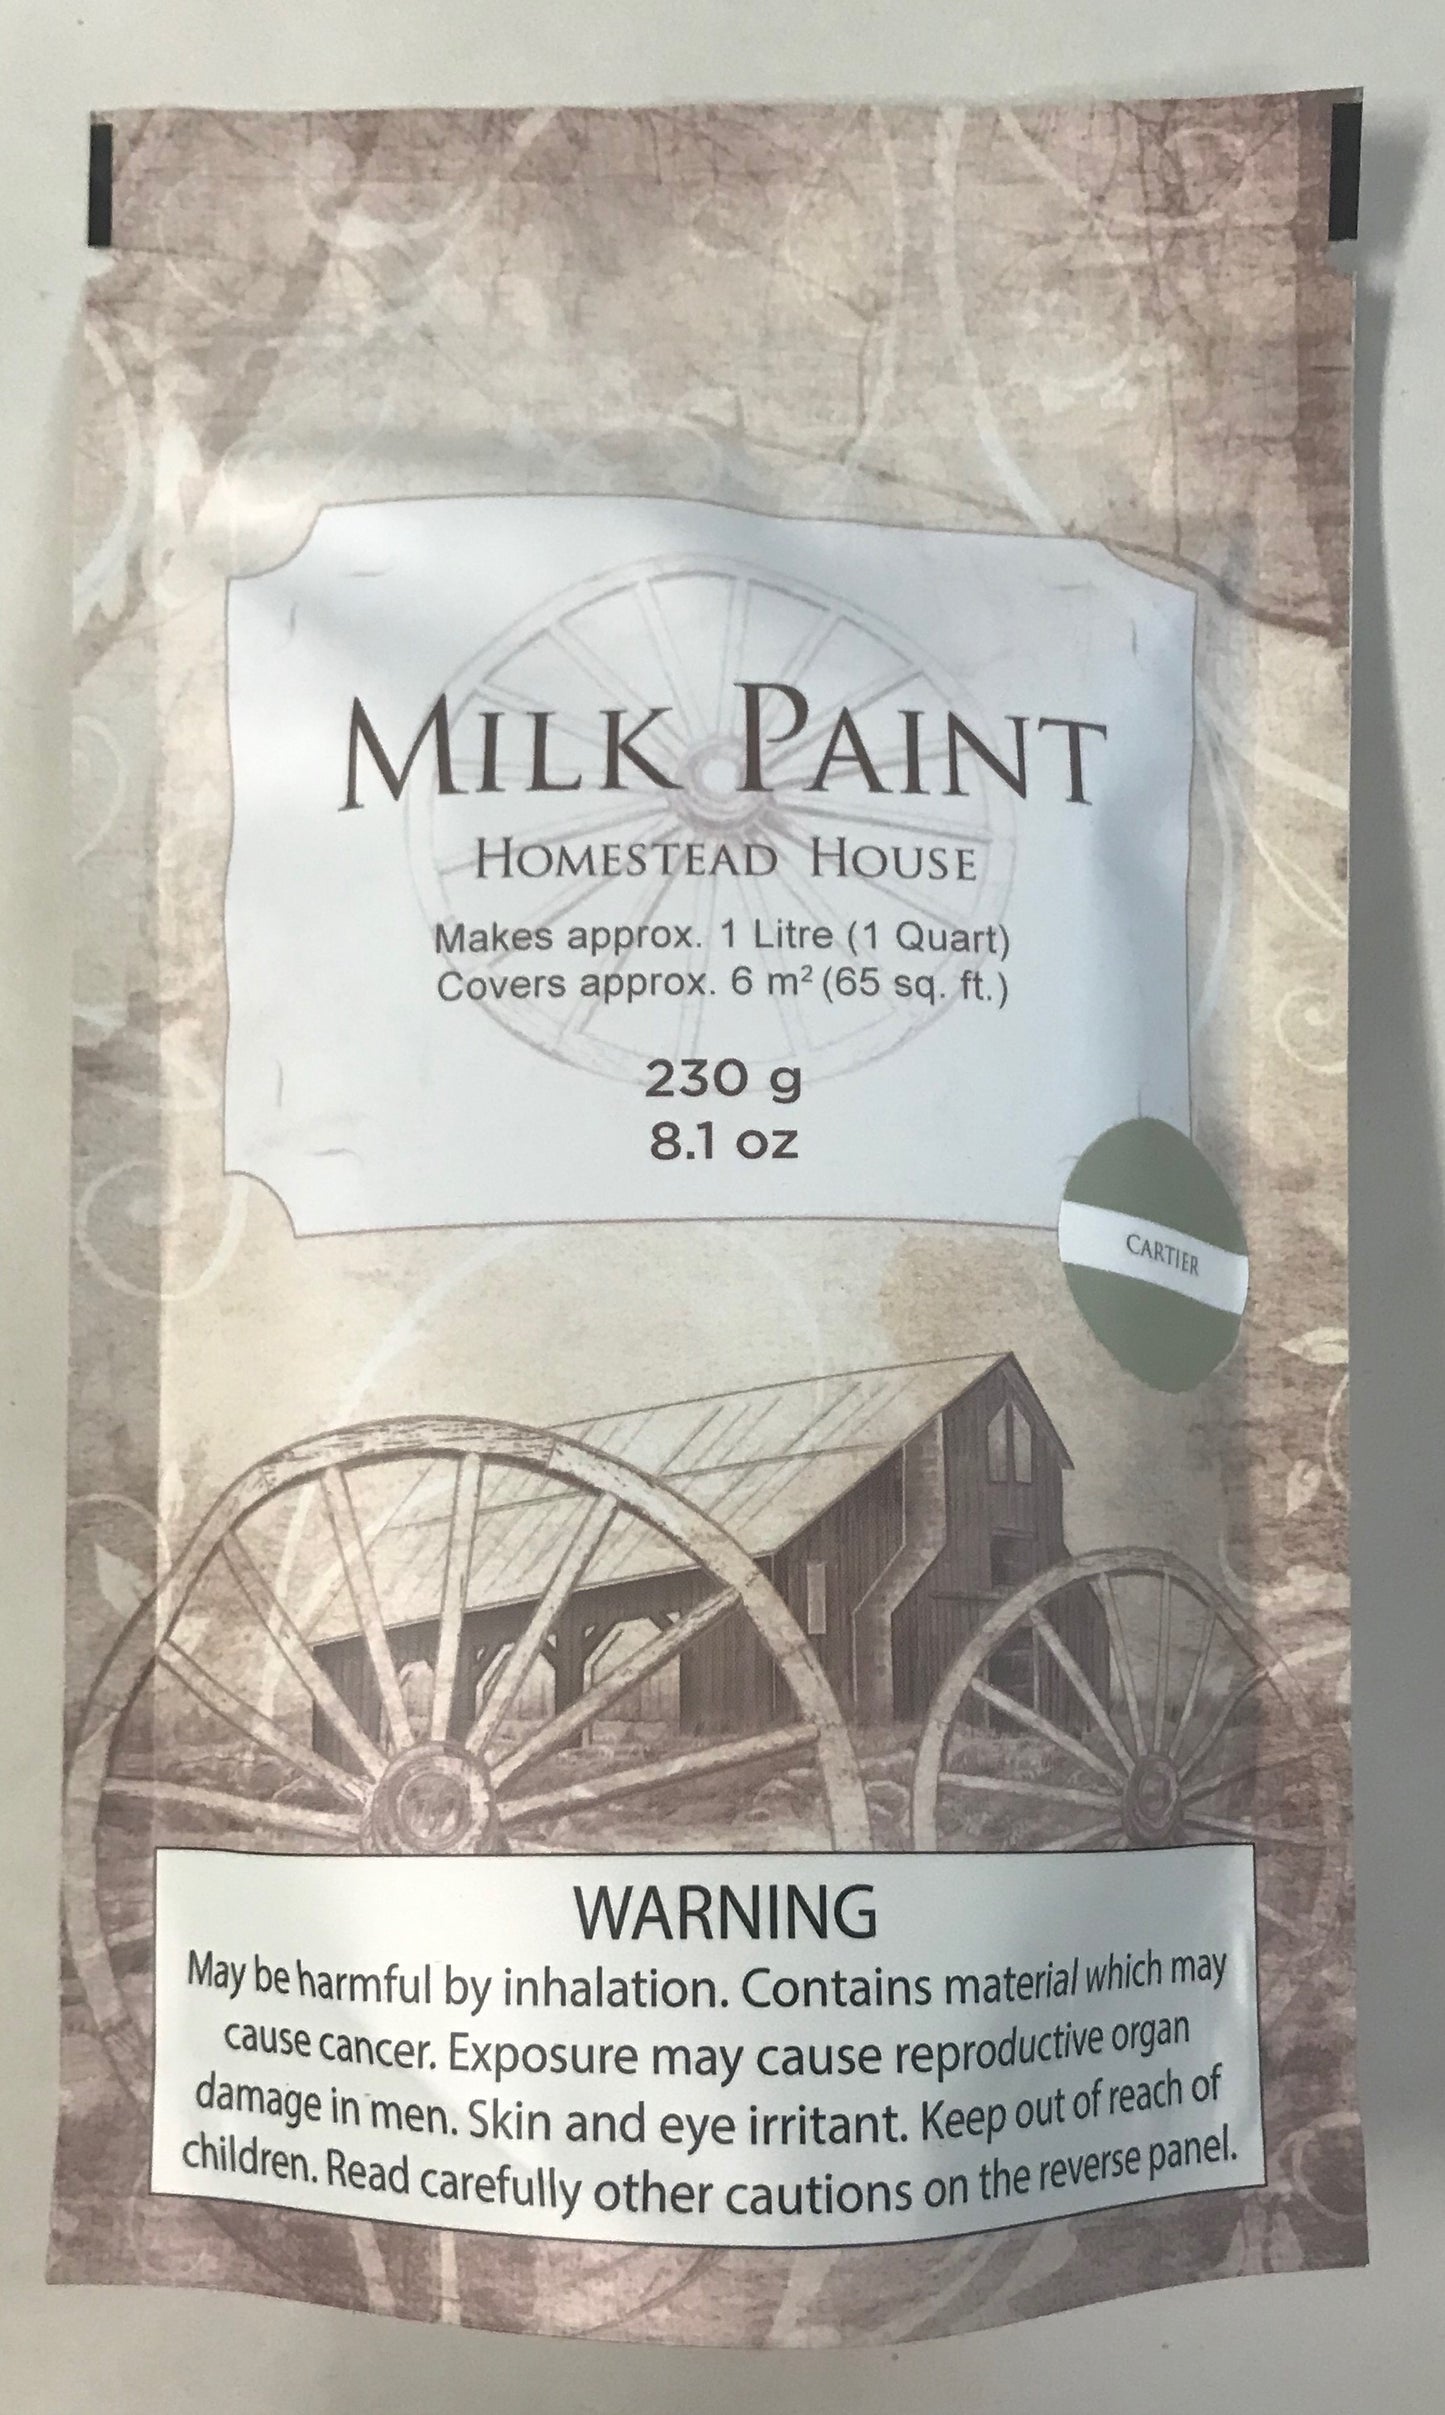 MILK PAINT
HOMESTEAD HOUSE
Makes approx. 1 Litre (1 Quart)
Covers approx. 6 m² (65 sq. ft.)
230 g
8.1 oz
CARTIER
WARNING
May be harmful by inhalation. Contains material which may
cause cancer. Exposure may cause reproductive organ
damage in men. Skin and eye irritant. Keep out of reach of
children. Read carefully other cautions on the reverse panel.